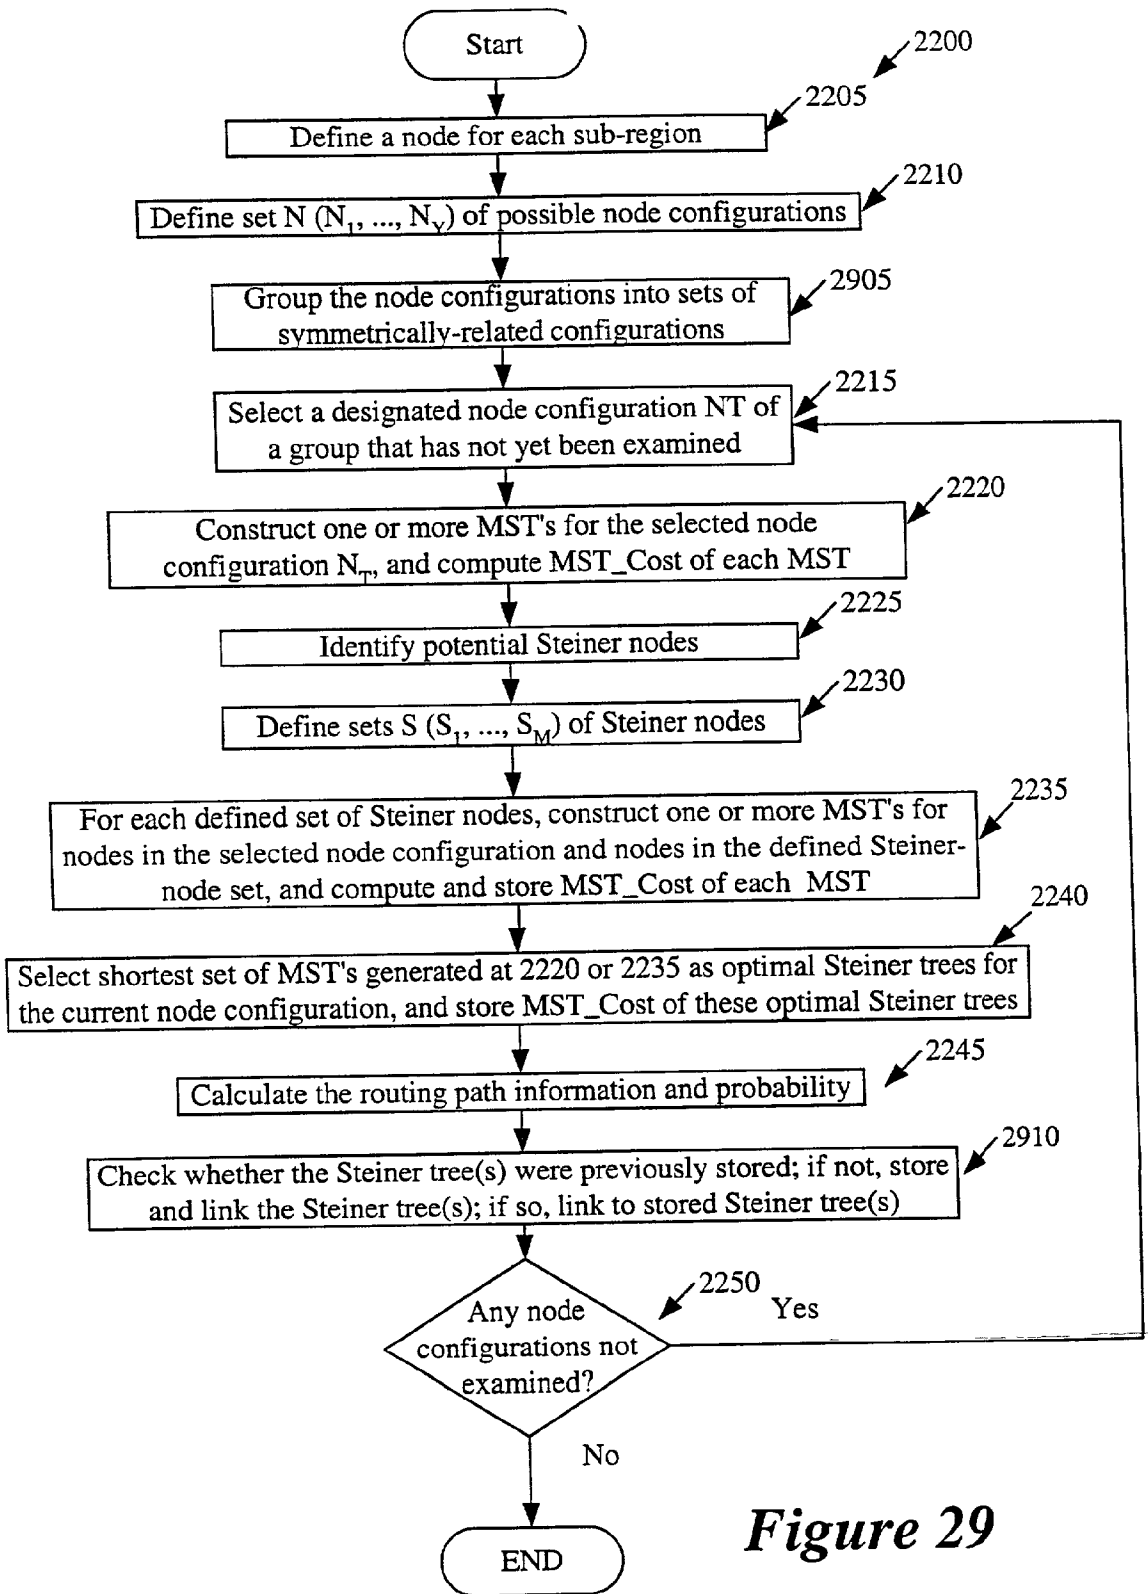 Start
2200
2205
Define a node for each sub-region
2210
Define set N (N₁, ..., Nᵧ) of possible node configurations
2905
Group the node configurations into sets of
symmetrically-related configurations
2215
Select a designated node configuration NT of
a group that has not yet been examined
2220
Construct one or more MST's for the selected node
configuration N_T, and compute MST_Cost of each MST
2225
Identify potential Steiner nodes
2230
Define sets S (S₁, ..., S_M) of Steiner nodes
2235
For each defined set of Steiner nodes, construct one or more MST's for
nodes in the selected node configuration and nodes in the defined Steiner-
node set, and compute and store MST_Cost of each MST
2240
Select shortest set of MST's generated at 2220 or 2235 as optimal Steiner trees for
the current node configuration, and store MST_Cost of these optimal Steiner trees
2245
Calculate the routing path information and probability
2910
Check whether the Steiner tree(s) were previously stored; if not, store
and link the Steiner tree(s); if so, link to stored Steiner tree(s)
2250
Yes
Any node
configurations not
examined?
No
END
Figure 29